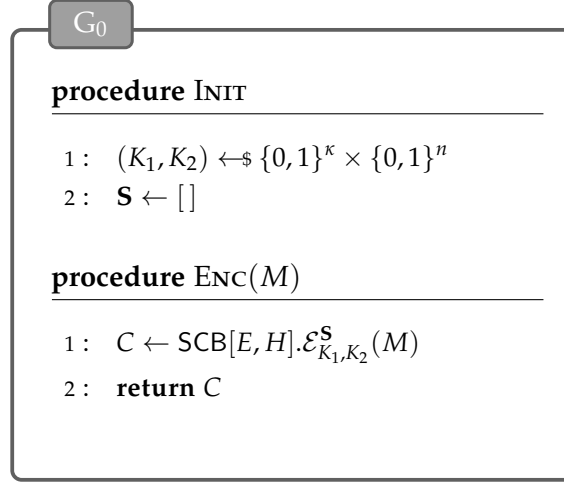 G₀
procedure INIT
1 : (K₁, K₂) ←$ {0, 1}^κ × {0, 1}^n
2 : S ← [ ]
procedure ENC(M)
1 : C ← SCB[E, H].ℰ^S_{K₁,K₂}(M)
2 : return C